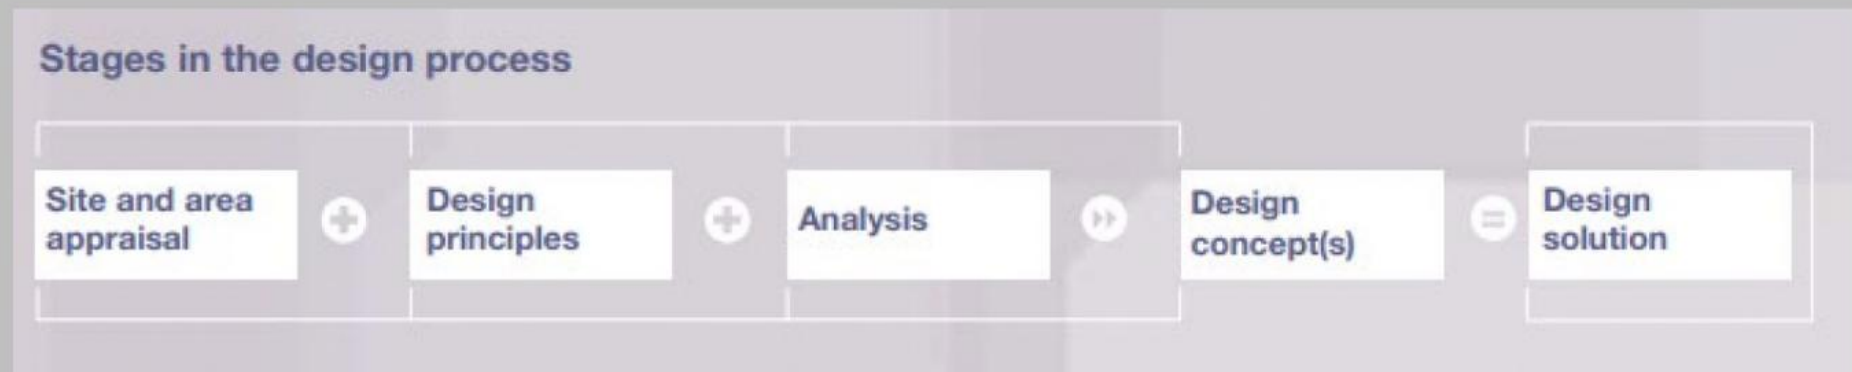 Stages in the design process
Site and area
appraisal
Design
principles
Analysis
Design
concept(s)
Design
solution